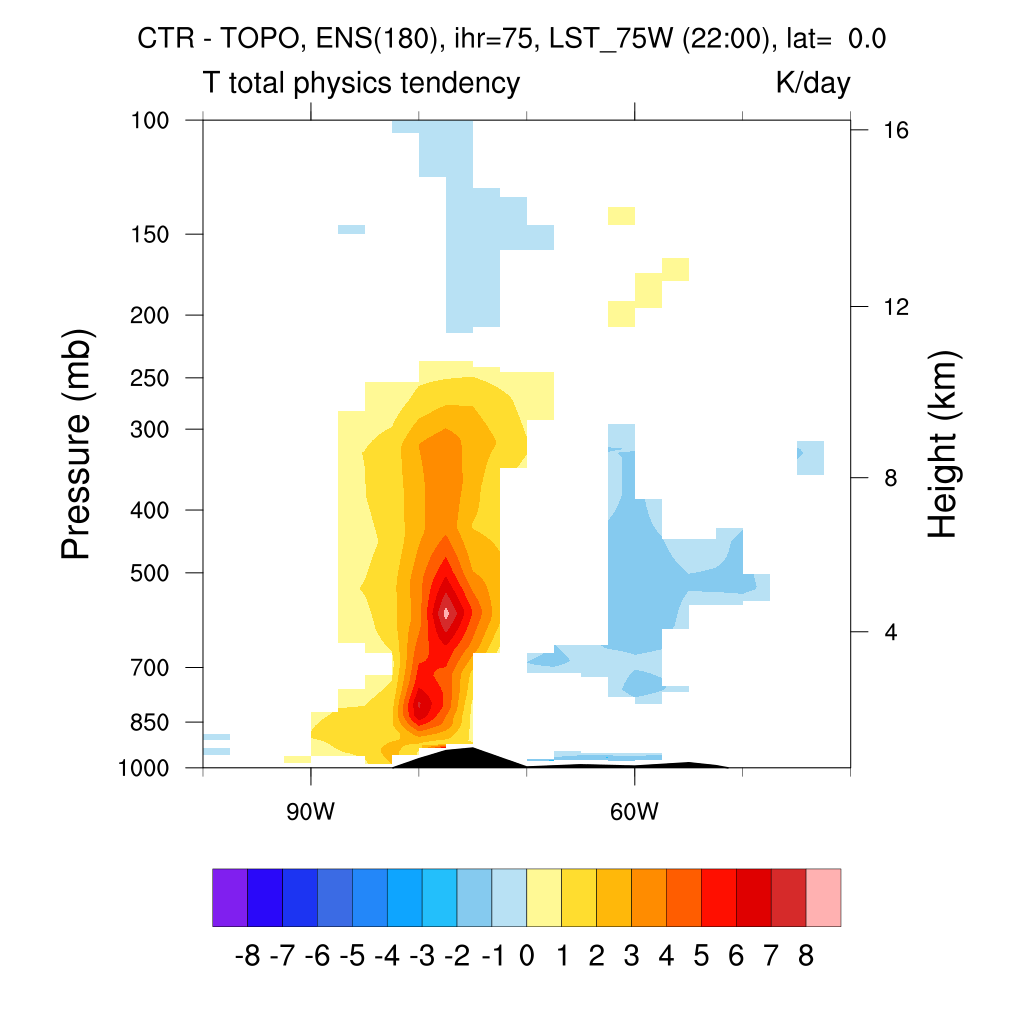 CTR - TOPO, ENS(180), ihr=75, LST_75W (22:00), lat=  0.0
T total physics tendency K/day
100
150
200
250
300
400
500
700
850
1000
Pressure (mb)
16
12
8
4
Height (km)
90W 60W
-8 -7 -6 -5 -4 -3 -2 -1 0 1 2 3 4 5 6 7 8